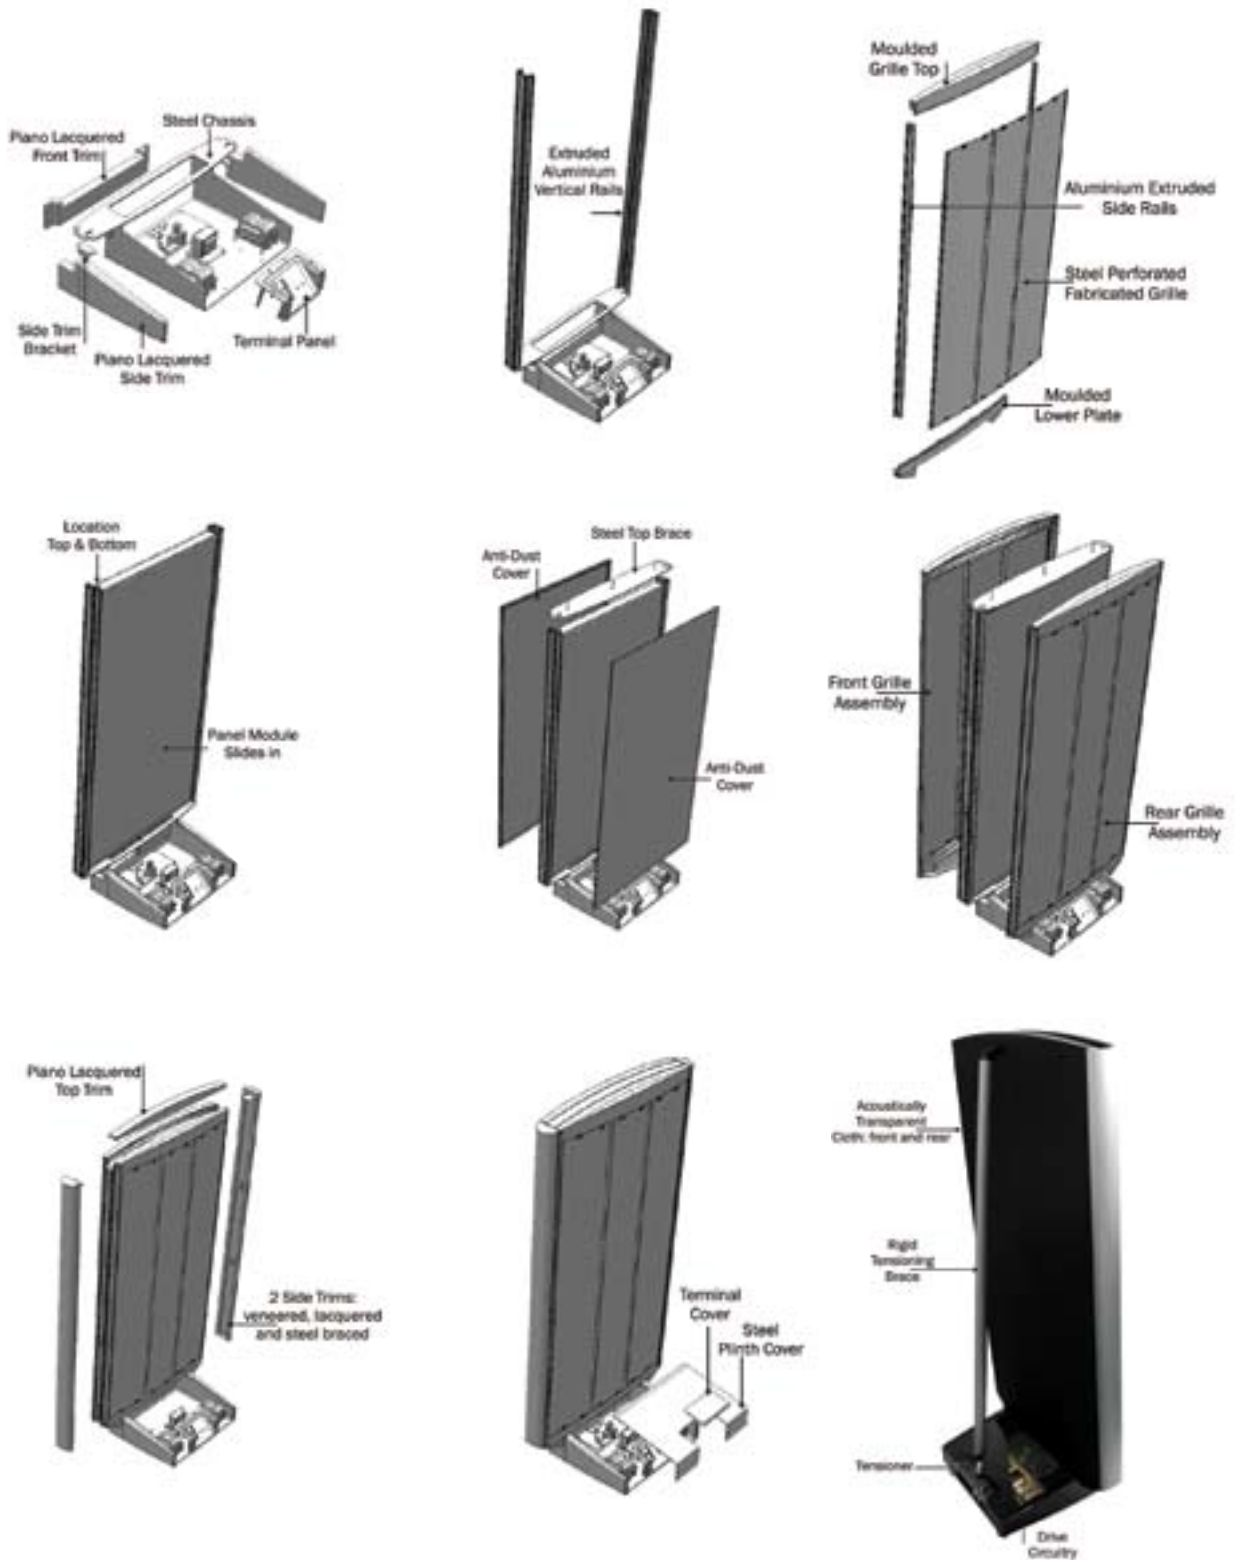 Steel Chassis
Piano Lacquered
Front Trim
Side Trim
Bracket
Piano Lacquered
Side Trim
Terminal Panel
Extruded
Aluminium
Vertical Rails
Moulded
Grille Top
Aluminium Extruded
Side Rails
Steel Perforated
Fabricated Grille
Moulded
Lower Plate
Location
Top & Bottom
Panel Module
Slides in
Steel Top Brace
Anti-Dust
Cover
Anti-Dust
Cover
Front Grille
Assembly
Rear Grille
Assembly
Piano Lacquered
Top Trim
2 Side Trims:
veneered, lacquered
and steel braced
Terminal
Cover
Steel
Plinth Cover
Acoustically
Transparent
Cloth: front and rear
Rigid
Tensioning
Brace
Tensioner
Drive
Circuitry